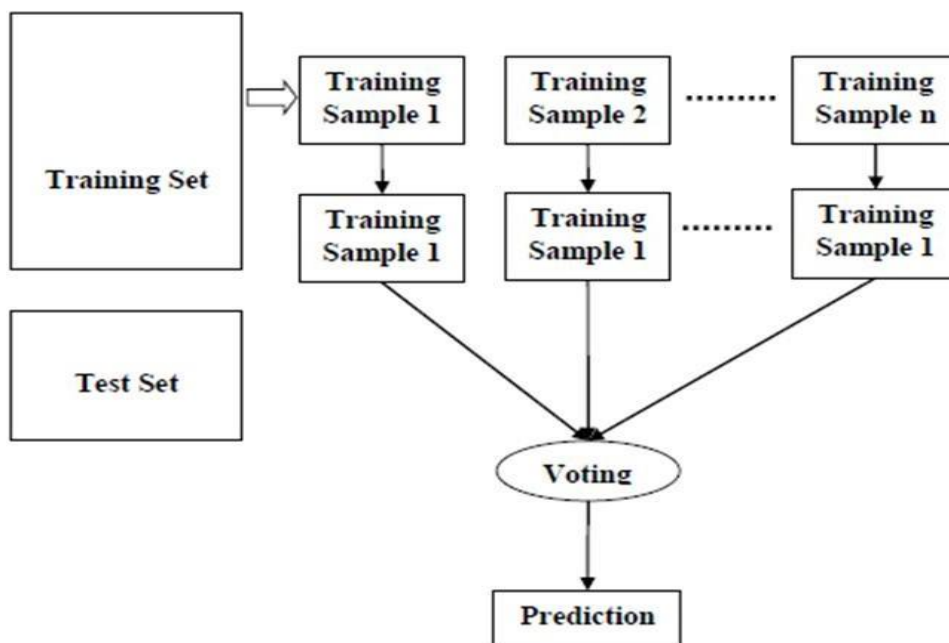 Training Set
Training
Sample 1
Training
Sample 2
Training
Sample n
Training
Sample 1
Training
Sample 1
Training
Sample 1
Test Set
Voting
Prediction